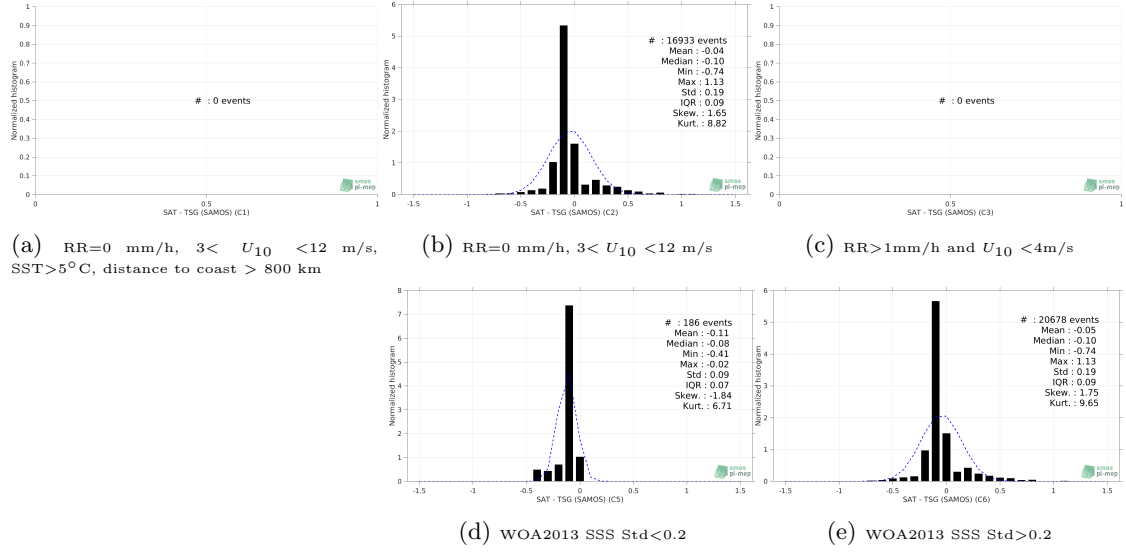 1
0.9
0.8
0.7
0.6
0.5
0.4
0.3
0.2
0.1
0
Normalized histogram
# : 0 events
0 0.5 1
SAT - TSG (SAMOS) (C1)
smos
pi-mep
(a) RR=0 mm/h, 3< U10 <12 m/s,
SST>5°C, distance to coast > 800 km
6
5
4
3
2
1
0
Normalized histogram
# : 16933 events
Mean : -0.04
Median : -0.10
Min : -0.74
Max : 1.13
Std : 0.19
IQR : 0.09
Skew. : 1.65
Kurt. : 8.82
-1.5 -1 -0.5 0 0.5 1 1.5
SAT - TSG (SAMOS) (C2)
smos
pi-mep
(b) RR=0 mm/h, 3< U10 <12 m/s
1
0.9
0.8
0.7
0.6
0.5
0.4
0.3
0.2
0.1
0
Normalized histogram
# : 0 events
0 0.5 1
SAT - TSG (SAMOS) (C3)
smos
pi-mep
(c) RR>1mm/h and U10 <4m/s
8
7
6
5
4
3
2
1
0
Normalized histogram
# : 186 events
Mean : -0.11
Median : -0.08
Min : -0.41
Max : -0.02
Std : 0.09
IQR : 0.07
Skew. : -1.84
Kurt. : 6.71
-1.5 -1 -0.5 0 0.5 1 1.5
SAT - TSG (SAMOS) (C5)
smos
pi-mep
(d) WOA2013 SSS Std<0.2
6
5
4
3
2
1
0
Normalized histogram
# : 20678 events
Mean : -0.05
Median : -0.10
Min : -0.74
Max : 1.13
Std : 0.19
IQR : 0.09
Skew. : 1.75
Kurt. : 9.65
-1.5 -1 -0.5 0 0.5 1 1.5
SAT - TSG (SAMOS) (C6)
smos
pi-mep
(e) WOA2013 SSS Std>0.2